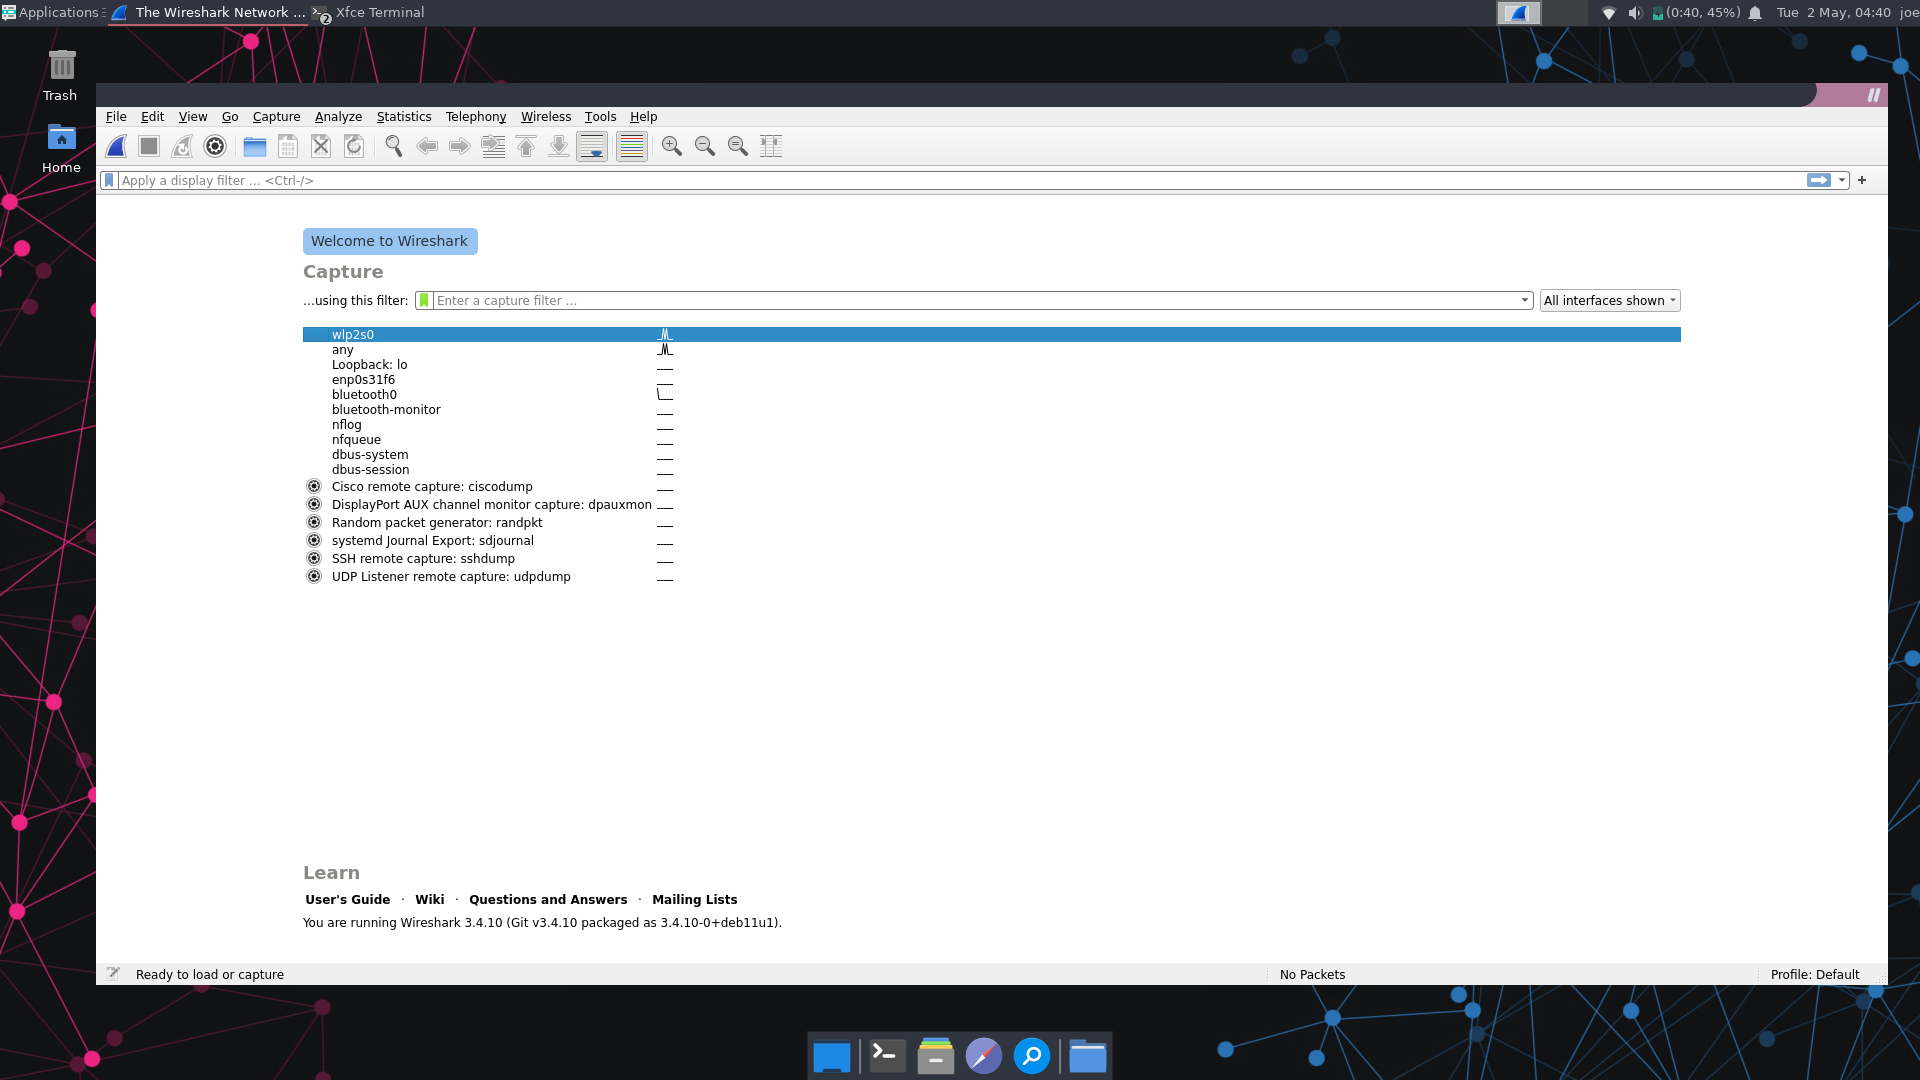 Applications The Wireshark Network ... 2 Xfce Terminal (0:40, 45%) Tue 2 May, 04:40 joe
Trash
Home
File Edit View Go Capture Analyze Statistics Telephony Wireless Tools Help
Apply a display filter ... <Ctrl-/>
Welcome to Wireshark
Capture
...using this filter: Enter a capture filter ... All interfaces shown
wlp2s0
any
Loopback: lo
enp0s31f6
bluetooth0
bluetooth-monitor
nflog
nfqueue
dbus-system
dbus-session
Cisco remote capture: ciscodump
DisplayPort AUX channel monitor capture: dpauxmon
Random packet generator: randpkt
systemd Journal Export: sdjournal
SSH remote capture: sshdump
UDP Listener remote capture: udpdump
Learn
User's Guide · Wiki · Questions and Answers · Mailing Lists
You are running Wireshark 3.4.10 (Git v3.4.10 packaged as 3.4.10-0+deb11u1).
Ready to load or capture No Packets Profile: Default